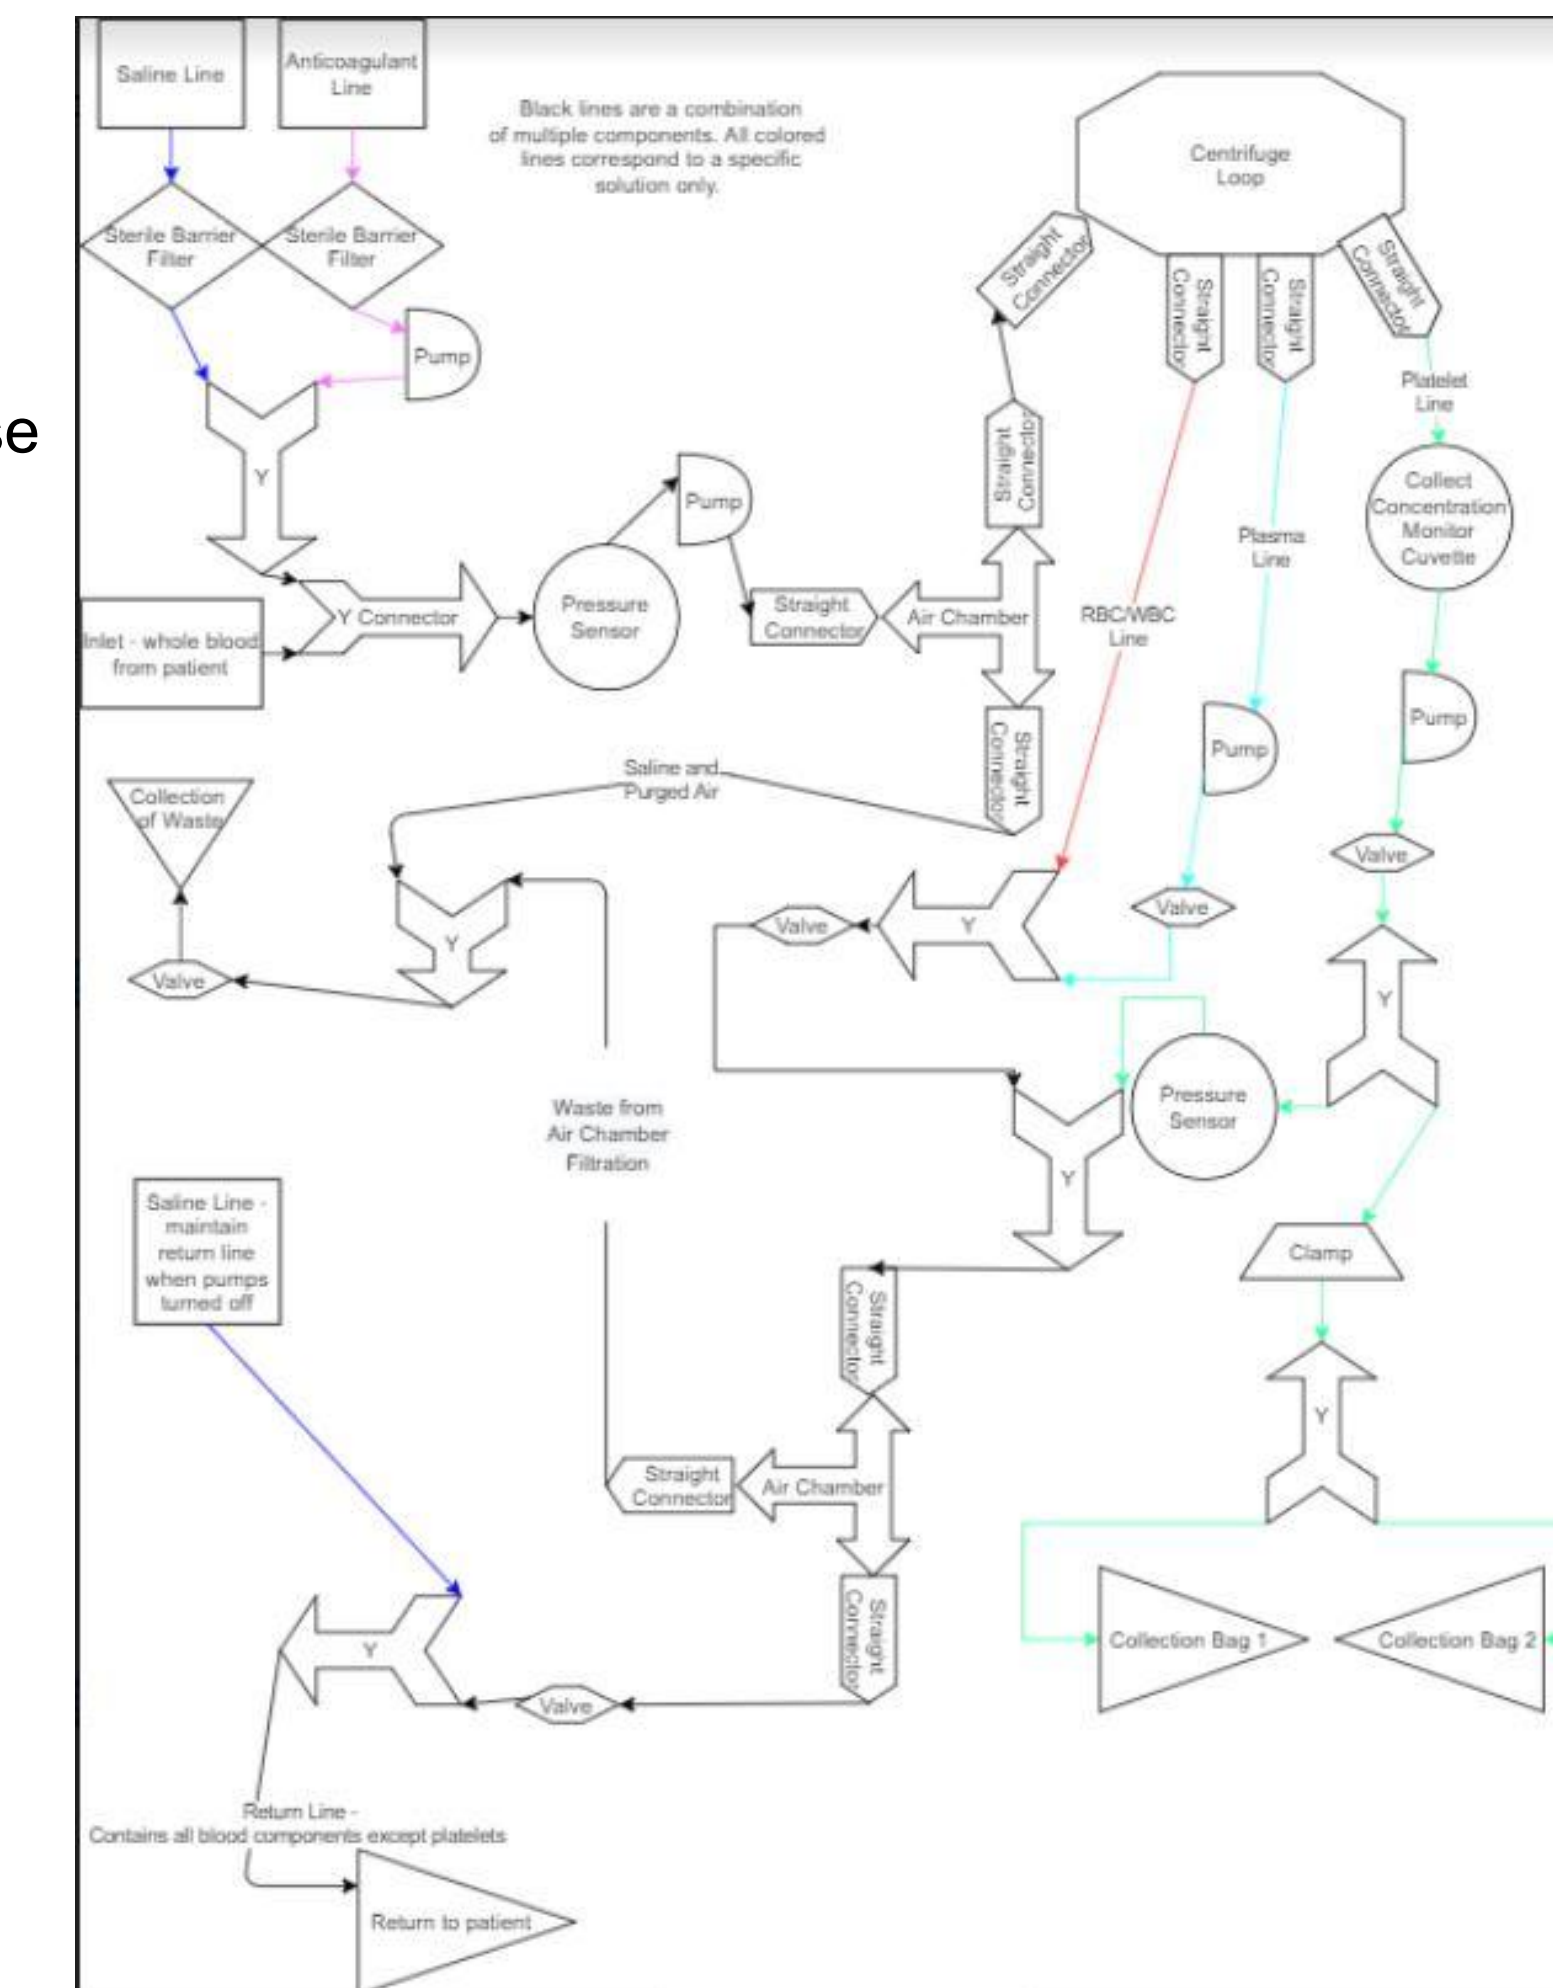 Saline Line
Anticoagulant
Line
Black lines are a combination
of multiple components. All colored
lines correspond to a specific
solution only.
Centrifuge
Loop
Sterile Barrier
Filter
Sterile Barrier
Filter
Straight
Connector
Straight
Connector
Straight
Connector
Straight
Connector
Pump
Platelet
Line
se
Y
Straight
Connector
Collect
Concentration
Monitor
Cuvette
Pump
Plasma
Line
Inlet - whole blood
from patient
Y Connector
Pressure
Sensor
Straight
Connector
Air Chamber
RBC/WBC
Line
Pump
Pump
Straight
Connector
Saline and
Purged Air
Collection
of Waste
Valve
Valve
Y
Valve
Y
Valve
Y
Waste from
Air Chamber
Filtration
Pressure
Sensor
Y
Saline Line -
maintain
return line
when pumps
turned off
Clamp
Straight
Connector
Y
Straight
Connector
Air Chamber
Straight
Connector
Y
Valve
Collection Bag 1
Collection Bag 2
Return Line -
Contains all blood components except platelets
Return to patient